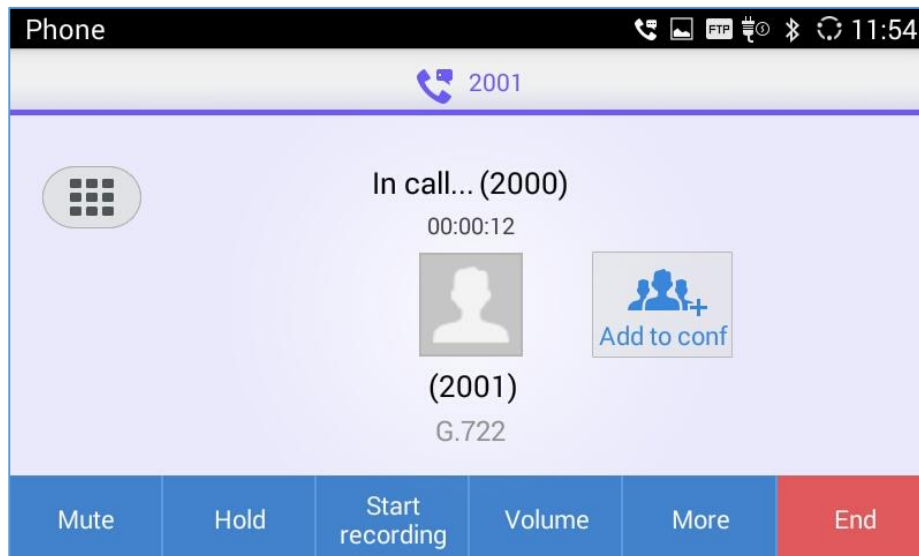 Phone
FTP
11:54
2001
In call... (2000)
00:00:12
Add to conf
(2001)
G.722
Mute
Hold
Start
recording
Volume
More
End